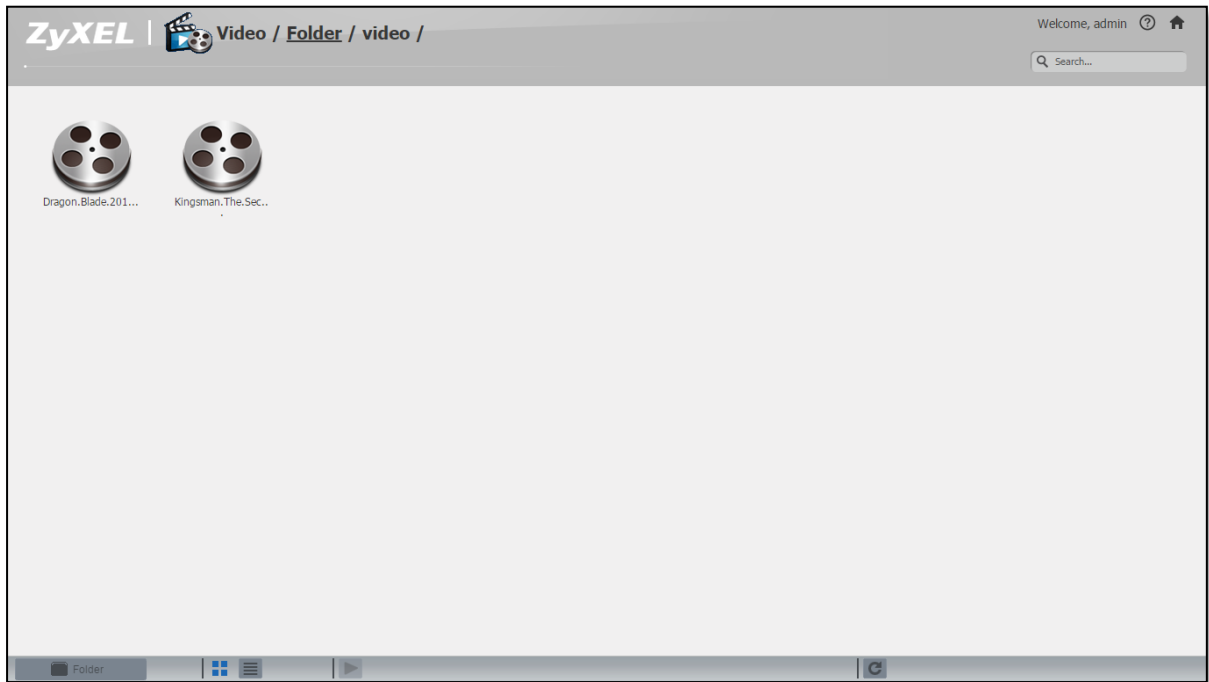 ZyXEL
Video / Folder / video /
Welcome, admin
Search...
Dragon.Blade.201...
Kingsman.The.Sec..
.
Folder